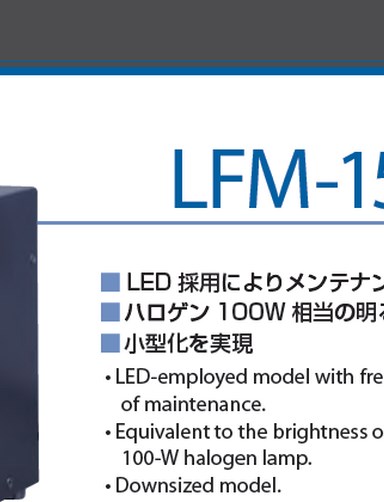 LFM-15
■ LED 採用によりメンテナン
■ ハロゲン 100W 相当の明
■ 小型化を実現
• LED-employed model with fre
of maintenance.
• Equivalent to the brightness o
100-W halogen lamp.
• Downsized model.